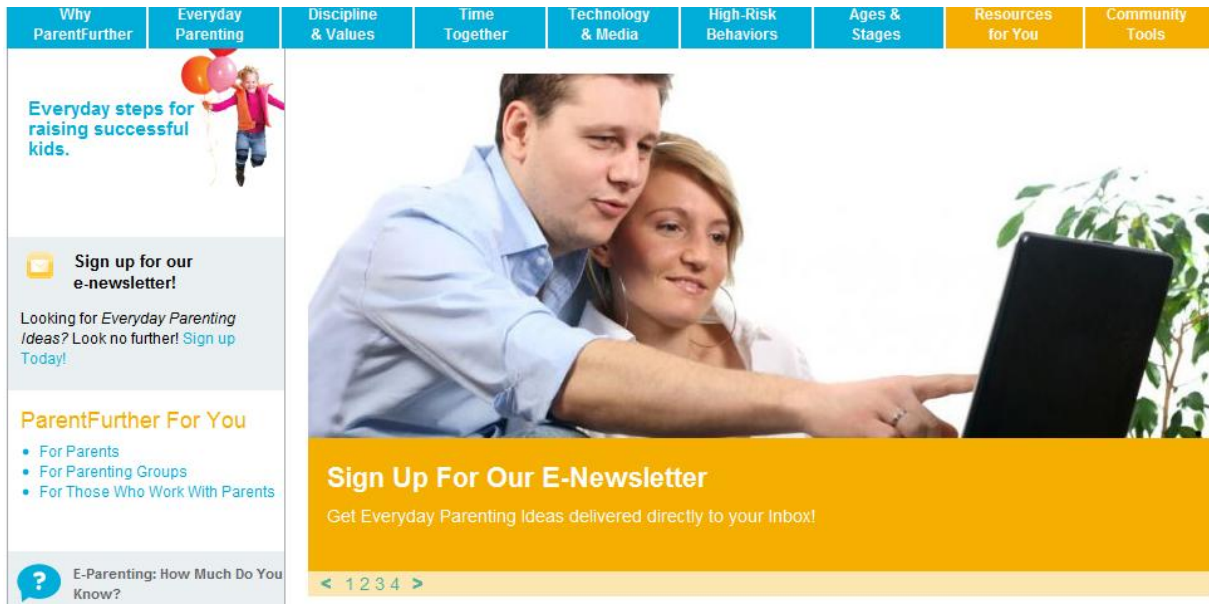 Why
ParentFurther
Everyday
Parenting
Discipline
& Values
Time
Together
Technology
& Media
High-Risk
Behaviors
Ages &
Stages
Resources
for You
Community
Tools
Everyday steps for
raising successful
kids.
Sign up for our
e-newsletter!
Looking for Everyday Parenting
Ideas? Look no further! Sign up
Today!
ParentFurther For You
For Parents
For Parenting Groups
For Those Who Work With Parents
?
E-Parenting: How Much Do You
Know?
Sign Up For Our E-Newsletter
Get Everyday Parenting Ideas delivered directly to your Inbox!
< 1 2 3 4 >